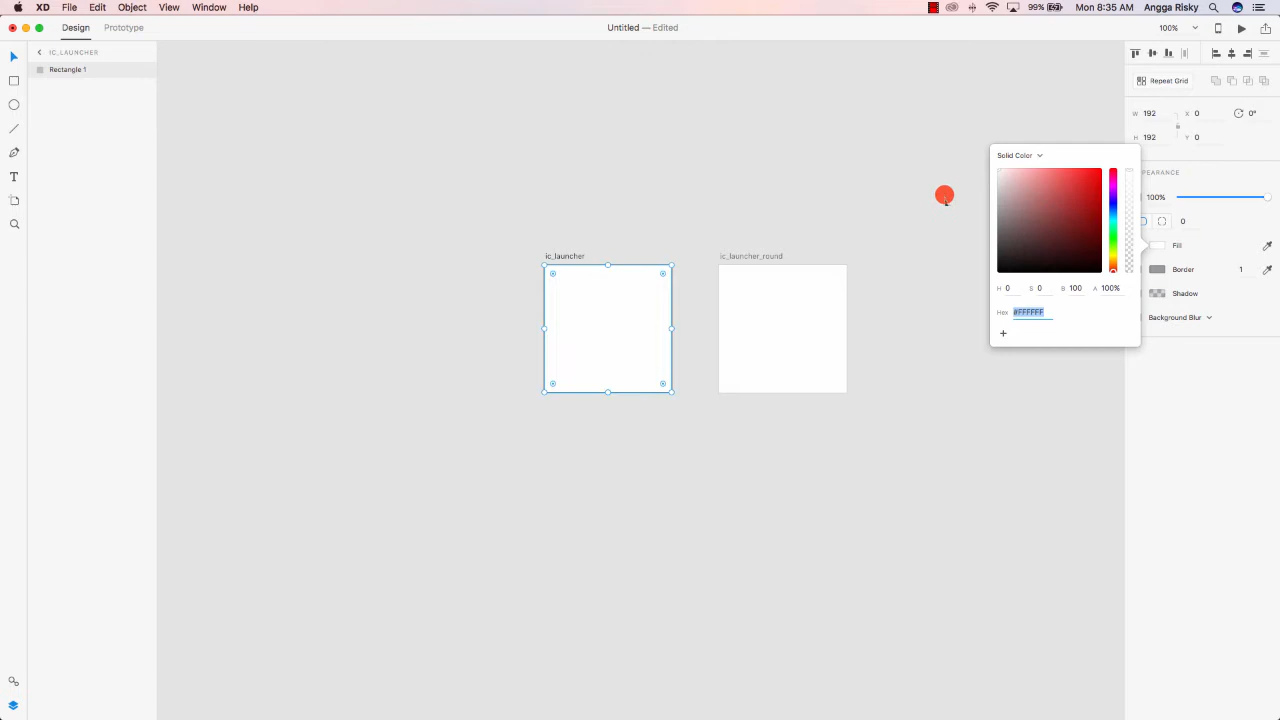 XD File Edit Object View Window Help 99% Mon 8:35 AM Angga Risky
Design Prototype Untitled — Edited 100%
IC_LAUNCHER
Rectangle 1
Repeat Grid
W 192 X 0 0°
H 192 Y 0
Solid Color
PEARANCE
100%
0
ic_launcher ic_launcher_round
Fill
Border 1
H 0 S 0 B 100 A 100%
Shadow
Hex #FFFFFF
Background Blur